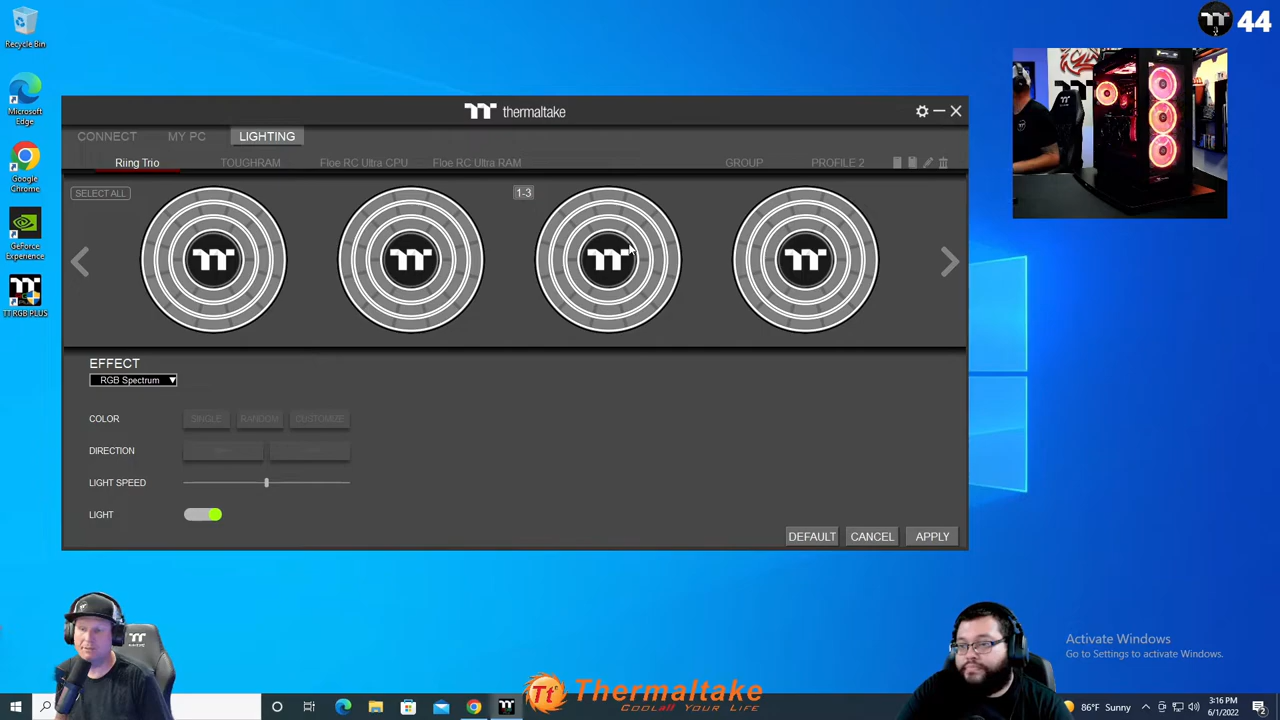 44
Recycle Bin
Microsoft
Edge
Google
Chrome
GeForce
Experience
TT RGB PLUS
thermaltake
CONNECT MY PC LIGHTING
Riing Trio TOUGHRAM Floe RC Ultra CPU Floe RC Ultra RAM GROUP PROFILE 2
SELECT ALL
1-3
EFFECT
RGB Spectrum
COLOR SINGLE RANDOM CUSTOMIZE
DIRECTION
LIGHT SPEED
LIGHT
DEFAULT CANCEL APPLY
Activate Windows
Go to Settings to activate Windows.
Thermaltake
COOL all YOUR LIFE
86°F Sunny
3:16 PM
6/1/2022
2